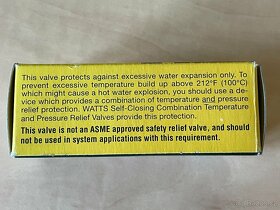 This valve protects against excessive water expansion only. To
prevent excessive temperature build up above 212°F (100°C)
which might cause a hot water explosion, you should use a de-
vice which provides a combination of temperature and pressure
relief protection. WATTS Self-Closing Combination Temperature
and Pressure Relief Valves provide this protection.
This valve is not an ASME approved safety relief valve, and should
not be used in system applications with this requirement.